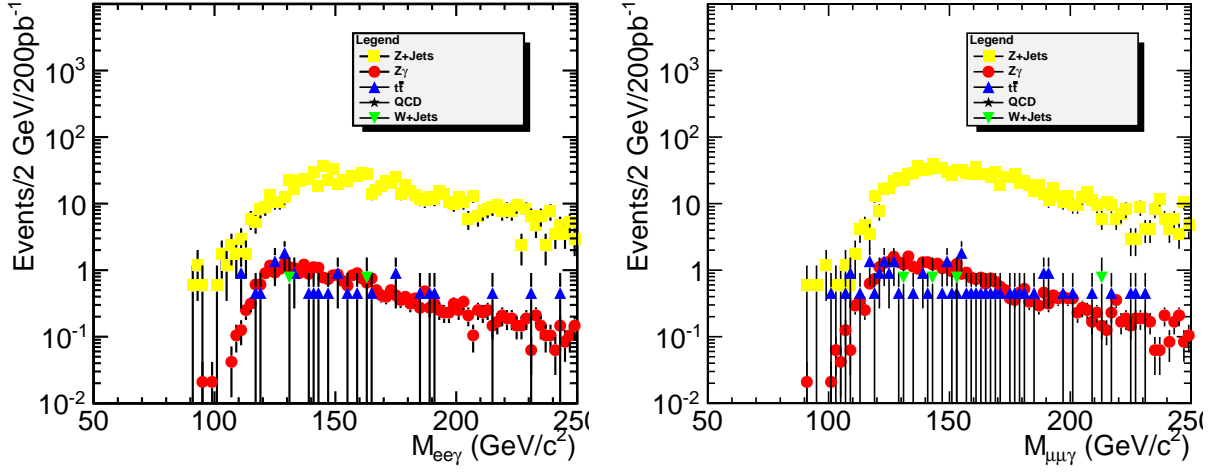 Events/2 GeV/200pb⁻¹
10³
10²
10
1
10⁻¹
10⁻²
50 100 150 200 250
M_eeγ (GeV/c²)
Legend
Z+Jets
Zγ
tt̅
QCD
W+Jets
Events/2 GeV/200pb⁻¹
10³
10²
10
1
10⁻¹
10⁻²
50 100 150 200 250
M_μμγ (GeV/c²)
Legend
Z+Jets
Zγ
tt̅
QCD
W+Jets